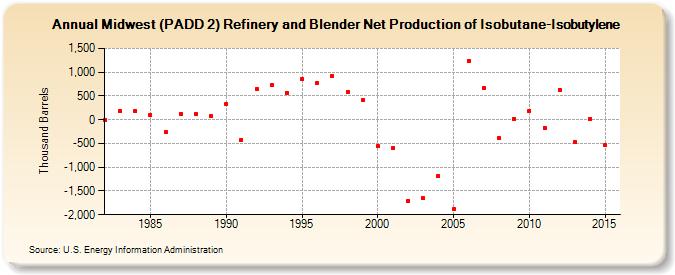 Annual Midwest (PADD 2) Refinery and Blender Net Production of Isobutane-Isobutylene
Thousand Barrels
1,500
1,000
500
0
-500
-1,000
-1,500
-2,000
1985 1990 1995 2000 2005 2010 2015
Source: U.S. Energy Information Administration